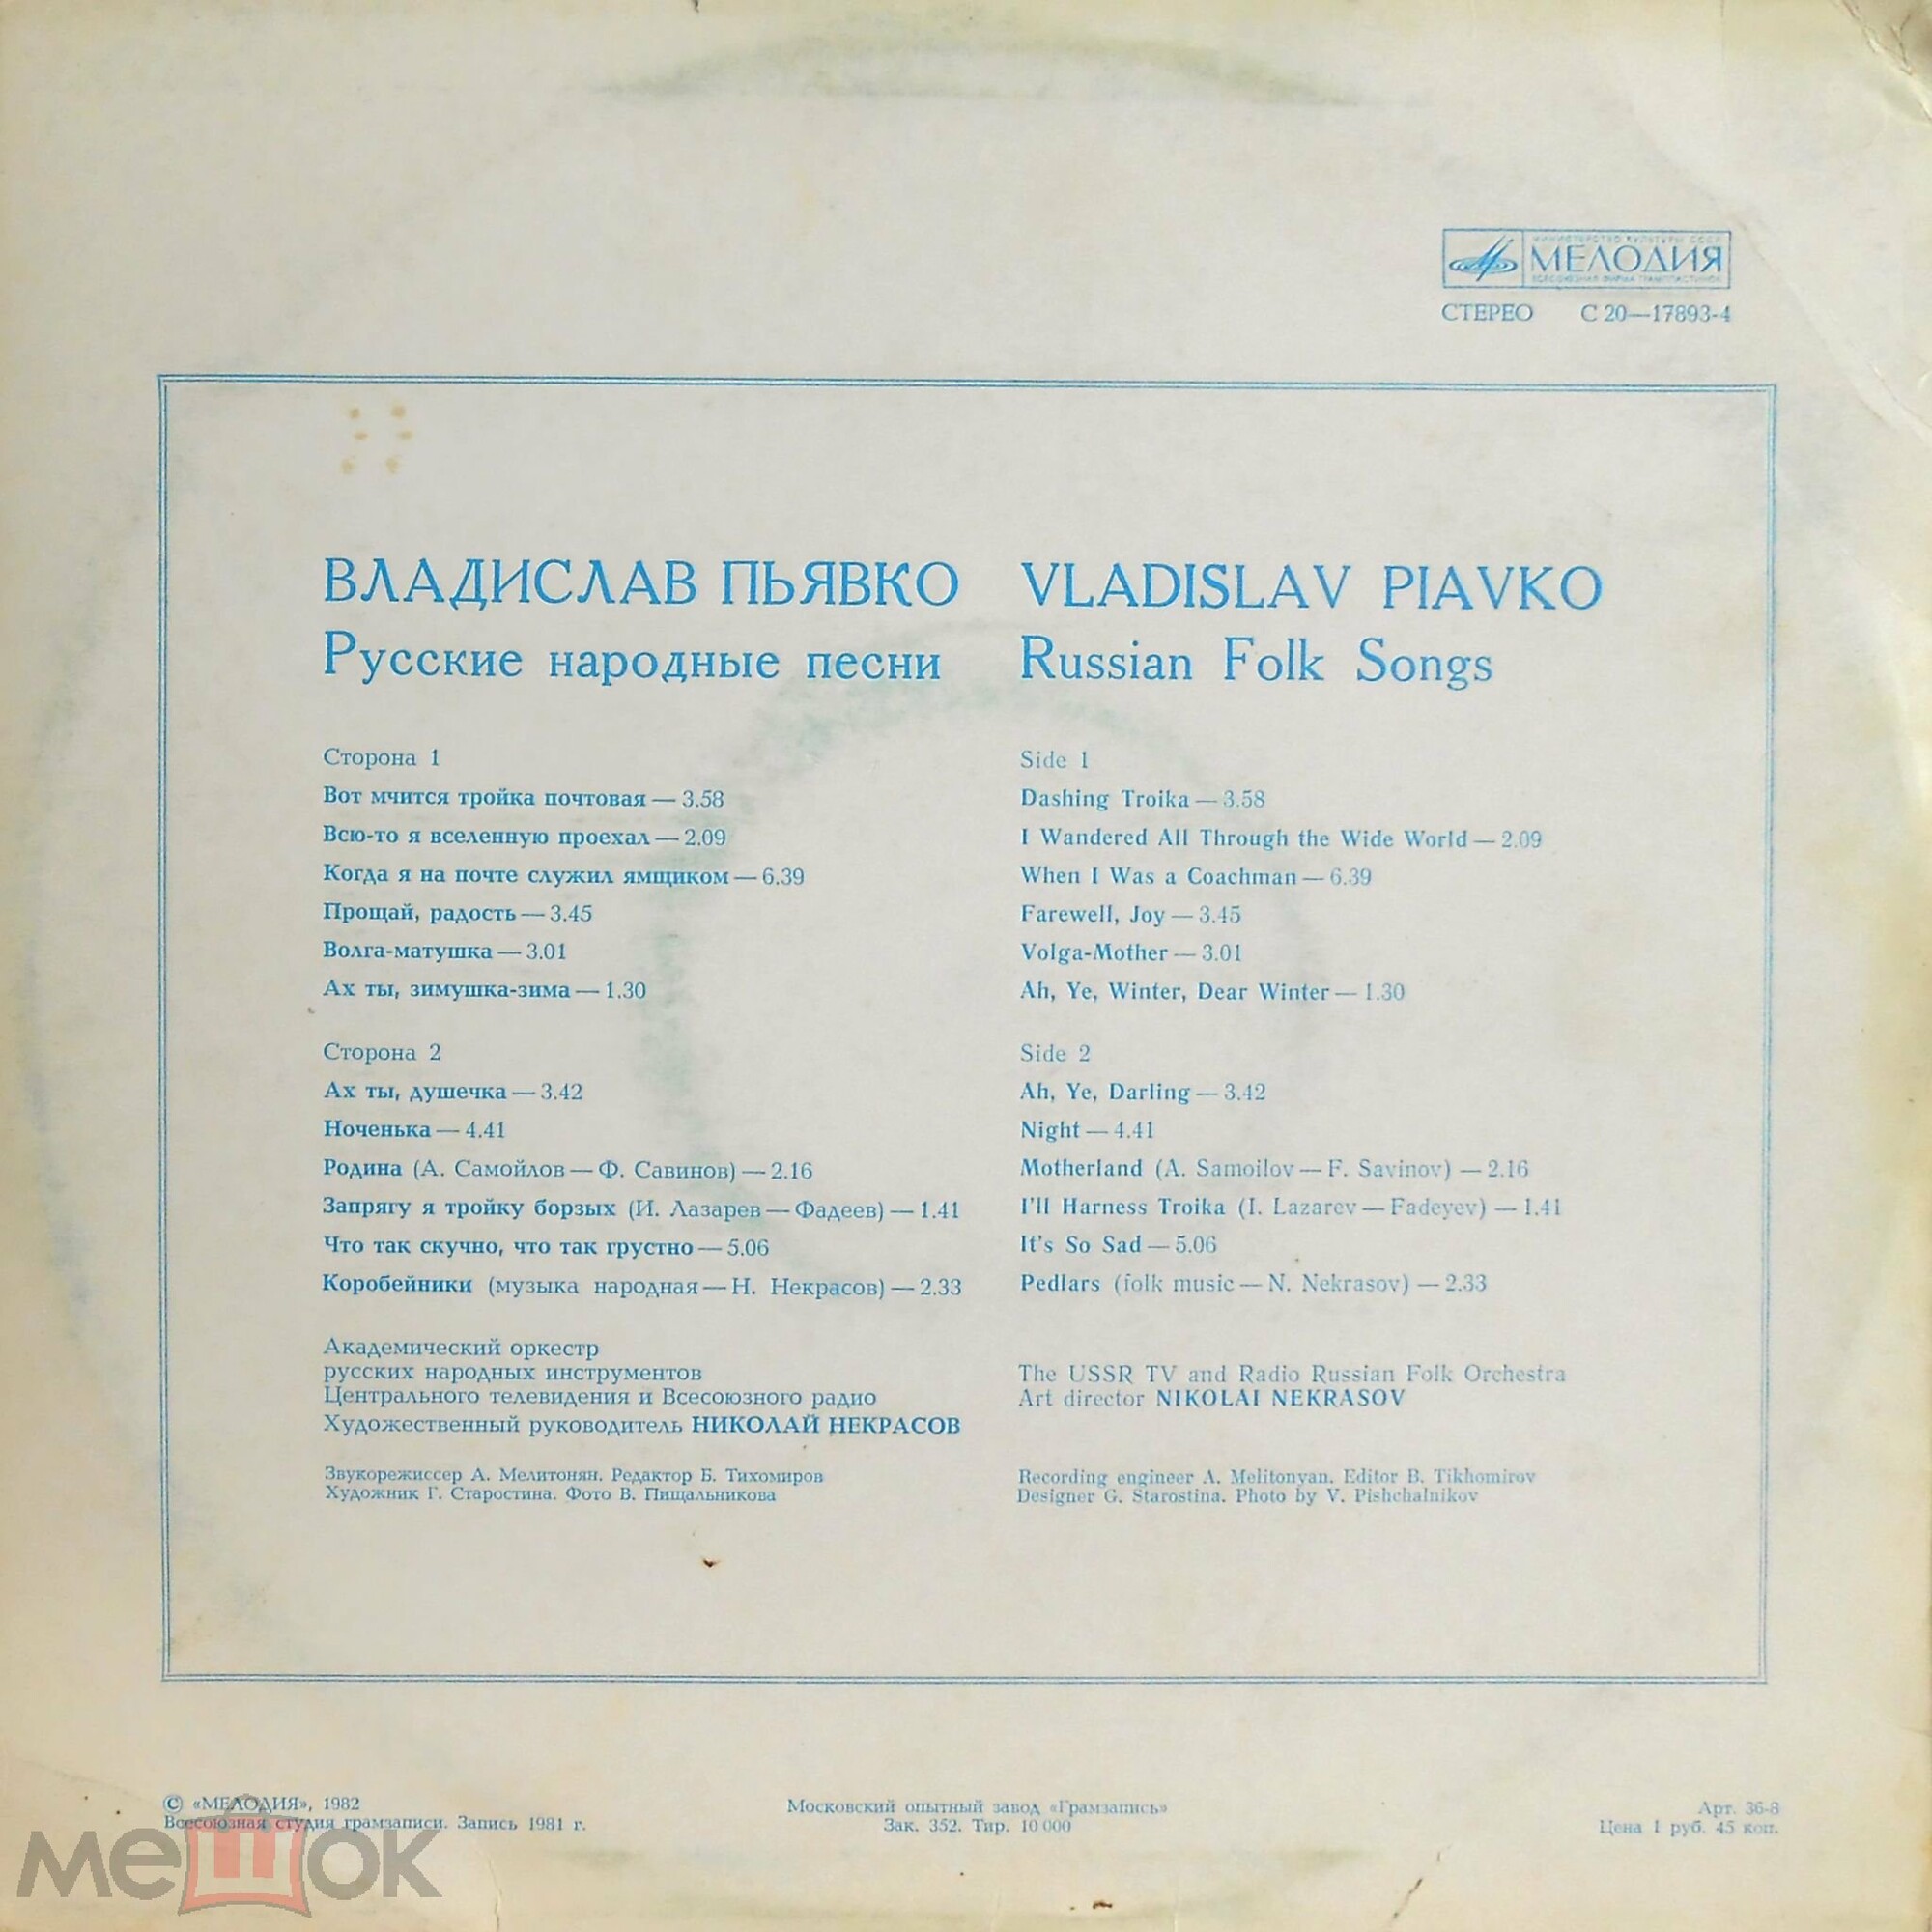 МИНИСТЕРСТВО КУЛЬТУРЫ СССР
МЕЛОДИЯ
ВСЕСОЮЗНАЯ ФИРМА ГРАМПЛАСТИНОК
СТЕРЕО С 20—17893-4
ВЛАДИСЛАВ ПЬЯВКО
Русские народные песни
Сторона 1
Вот мчится тройка почтовая — 3.58
Всю-то я вселенную проехал — 2.09
Когда я на почте служил ямщиком — 6.39
Прощай, радость — 3.45
Волга-матушка — 3.01
Ах ты, зимушка-зима — 1.30
Сторона 2
Ах ты, душечка — 3.42
Ноченька — 4.41
Родина (А. Самойлов — Ф. Савинов) — 2.16
Запрягу я тройку борзых (И. Лазарев — Фадеев) — 1.41
Что так скучно, что так грустно — 5.06
Коробейники (музыка народная — Н. Некрасов) — 2.33
Академический оркестр
русских народных инструментов
Центрального телевидения и Всесоюзного радио
Художественный руководитель НИКОЛАЙ НЕКРАСОВ
Звукорежиссер А. Мелитонян. Редактор Б. Тихомиров
Художник Г. Старостина. Фото В. Пищальникова
VLADISLAV PIAVKO
Russian Folk Songs
Side 1
Dashing Troika — 3.58
I Wandered All Through the Wide World — 2.09
When I Was a Coachman — 6.39
Farewell, Joy — 3.45
Volga-Mother — 3.01
Ah, Ye, Winter, Dear Winter — 1.30
Side 2
Ah, Ye, Darling — 3.42
Night — 4.41
Motherland (A. Samoilov — F. Savinov) — 2.16
I'll Harness Troika (I. Lazarev — Fadeyev) — 1.41
It's So Sad — 5.06
Pedlars (folk music — N. Nekrasov) — 2.33
The USSR TV and Radio Russian Folk Orchestra
Art director NIKOLAI NEKRASOV
Recording engineer A. Melitonyan. Editor B. Tikhomirov
Designer G. Starostina. Photo by V. Pishchalnikov
© «МЕЛОДИЯ», 1982
Всесоюзная студия грамзаписи. Запись 1981 г.
Московский опытный завод «Грамзапись»
Зак. 352. Тир. 10 000
Арт. 36-8
Цена 1 руб. 45 коп.
мешок